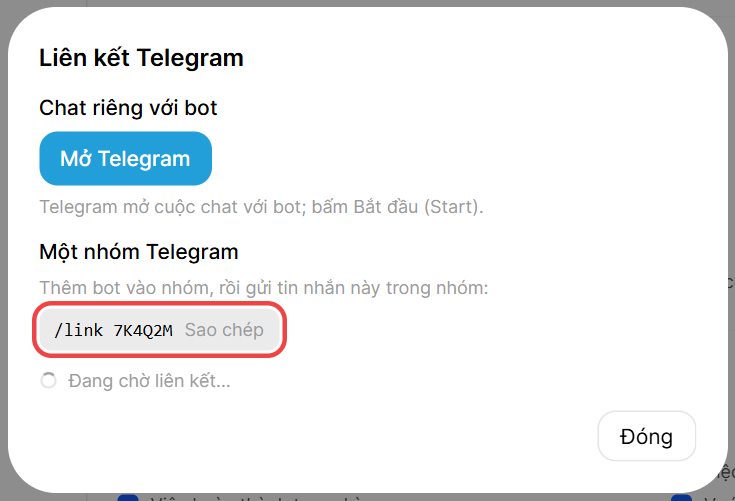 Liên kết Telegram
Chat riêng với bot
Mở Telegram
Telegram mở cuộc chat với bot; bấm Bắt đầu (Start).
Một nhóm Telegram
Thêm bot vào nhóm, rồi gửi tin nhắn này trong nhóm:
/link 7K4Q2M Sao chép
Đang chờ liên kết...
Đóng